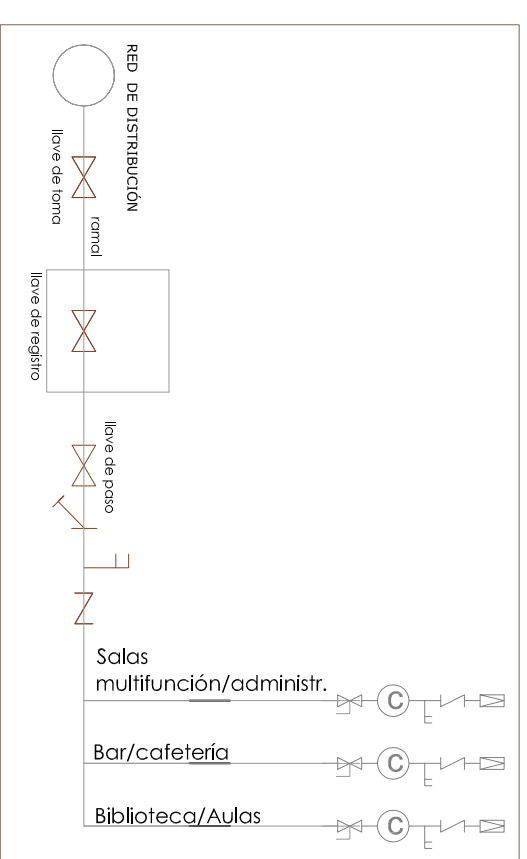 RED DE DISTRIBUCIÓN
llave de toma
ramal
llave de registro
llave de paso
Salas
multifunción/administr.
C
Bar/cafetería
C
Biblioteca/Aulas
C